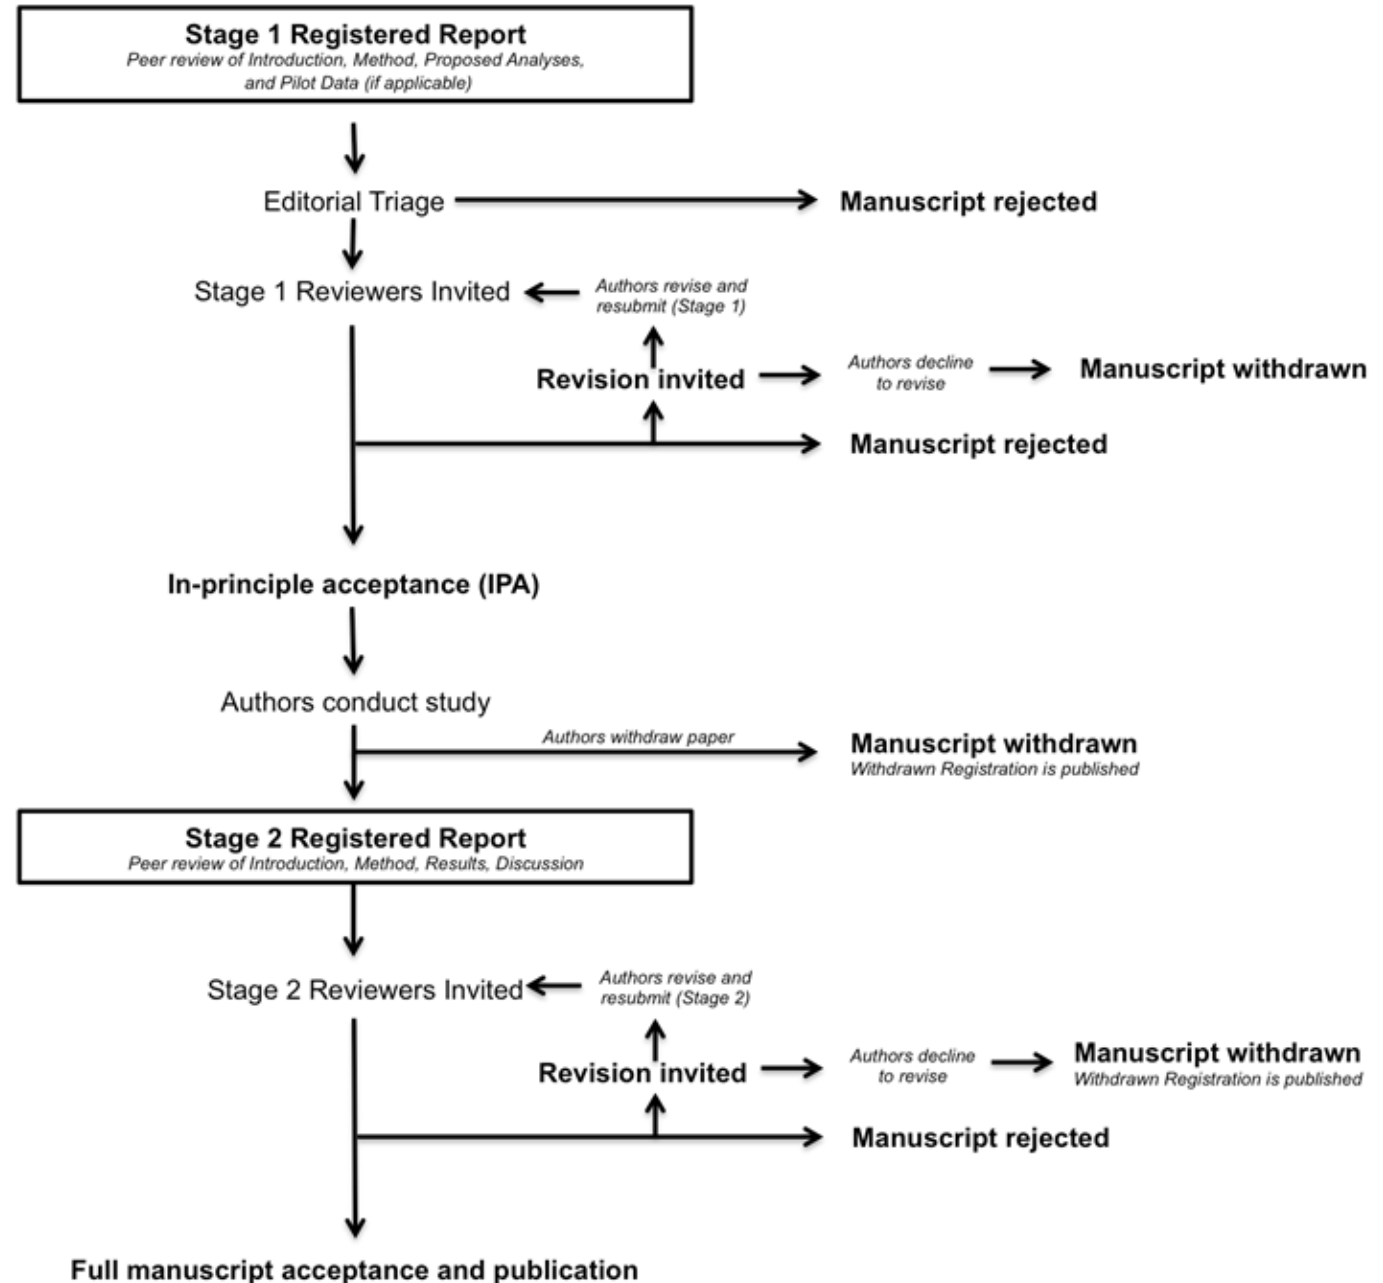 Stage 1 Registered Report
Peer review of Introduction, Method, Proposed Analyses,
and Pilot Data (if applicable)
Editorial Triage
Manuscript rejected
Stage 1 Reviewers Invited
Authors revise and
resubmit (Stage 1)
Revision invited
Authors decline
to revise
Manuscript withdrawn
Manuscript rejected
In-principle acceptance (IPA)
Authors conduct study
Authors withdraw paper
Manuscript withdrawn
Withdrawn Registration is published
Stage 2 Registered Report
Peer review of Introduction, Method, Results, Discussion
Stage 2 Reviewers Invited
Authors revise and
resubmit (Stage 2)
Revision invited
Authors decline
to revise
Manuscript withdrawn
Withdrawn Registration is published
Manuscript rejected
Full manuscript acceptance and publication